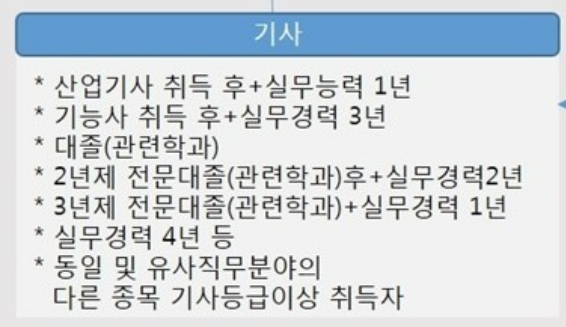 기사
* 산업기사 취득 후+실무능력 1년
* 기능사 취득 후+실무경력 3년
* 대졸(관련학과)
* 2년제 전문대졸(관련학과)후+실무경력2년
* 3년제 전문대졸(관련학과)+실무경력 1년
* 실무경력 4년 등
* 동일 및 유사직무분야의
다른 종목 기사등급이상 취득자